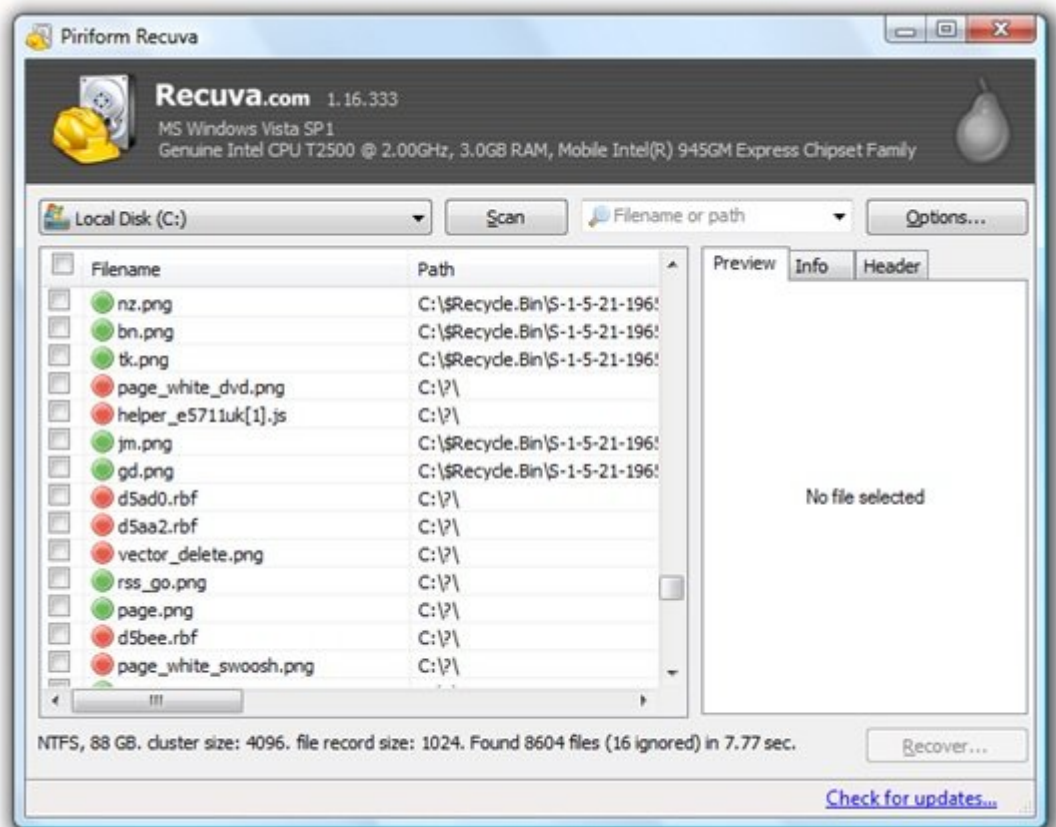 Piriform Recuva
Recuva.com 1.16.333
MS Windows Vista SP1
Genuine Intel CPU T2500 @ 2.00GHz, 3.0GB RAM, Mobile Intel(R) 945GM Express Chipset Family
Local Disk (C:) Scan Filename or path Options...
Filename Path Preview Info Header
nz.png C:\$Recycle.Bin\S-1-5-21-1965
bn.png C:\$Recycle.Bin\S-1-5-21-1965
tk.png C:\$Recycle.Bin\S-1-5-21-1965
page_white_dvd.png C:\?\
helper_e5711uk[1].js C:\?\
jm.png C:\$Recycle.Bin\S-1-5-21-1965
gd.png C:\$Recycle.Bin\S-1-5-21-1965
d5ad0.rbf C:\?\
No file selected
d5aa2.rbf C:\?\
vector_delete.png C:\?\
rss_go.png C:\?\
page.png C:\?\
d5bee.rbf C:\?\
page_white_swoosh.png C:\?\
NTFS, 88 GB. cluster size: 4096. file record size: 1024. Found 8604 files (16 ignored) in 7.77 sec.
Recover...
Check for updates...